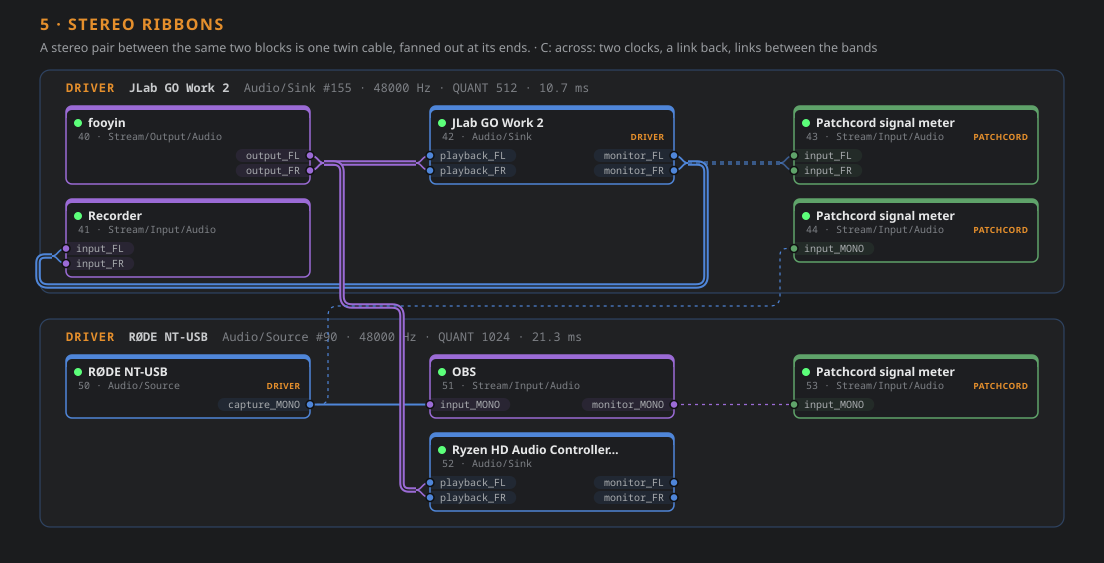 5 · STEREO RIBBONS
A stereo pair between the same two blocks is one twin cable, fanned out at its ends. · C: across: two clocks, a link back, links between the bands
DRIVER JLab GO Work 2 Audio/Sink #155 · 48000 Hz · QUANT 512 · 10.7 ms
fooyin
40 · Stream/Output/Audio
output_FL
output_FR
JLab GO Work 2
42 · Audio/Sink DRIVER
playback_FL monitor_FL
playback_FR monitor_FR
Patchcord signal meter
43 · Stream/Input/Audio PATCHCORD
input_FL
input_FR
Recorder
41 · Stream/Input/Audio
input_FL
input_FR
Patchcord signal meter
44 · Stream/Input/Audio PATCHCORD
input_MONO
DRIVER RØDE NT-USB Audio/Source #90 · 48000 Hz · QUANT 1024 · 21.3 ms
RØDE NT-USB
50 · Audio/Source DRIVER
capture_MONO
OBS
51 · Stream/Input/Audio
input_MONO monitor_MONO
Patchcord signal meter
53 · Stream/Input/Audio PATCHCORD
input_MONO
Ryzen HD Audio Controller…
52 · Audio/Sink
playback_FL monitor_FL
playback_FR monitor_FR